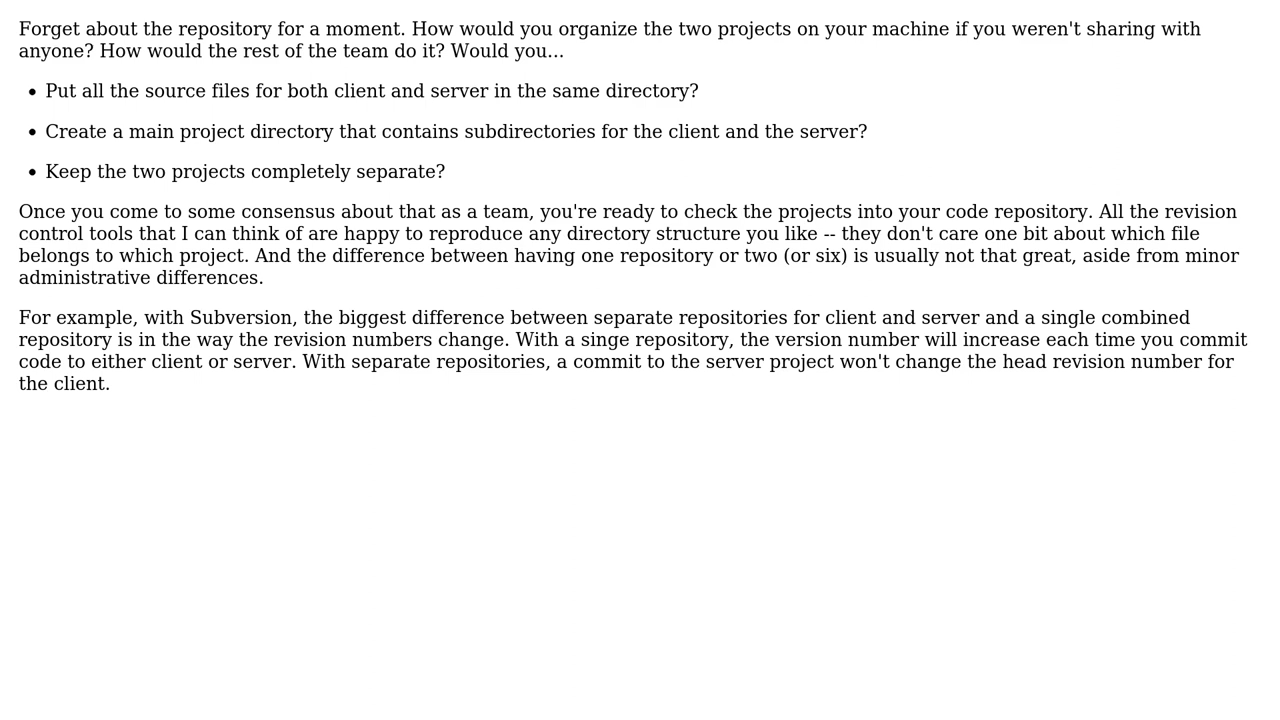 Forget about the repository for a moment. How would you organize the two projects on your machine if you weren't sharing with
anyone? How would the rest of the team do it? Would you...
• Put all the source files for both client and server in the same directory?
• Create a main project directory that contains subdirectories for the client and the server?
• Keep the two projects completely separate?
Once you come to some consensus about that as a team, you're ready to check the projects into your code repository. All the revision
control tools that I can think of are happy to reproduce any directory structure you like -- they don't care one bit about which file
belongs to which project. And the difference between having one repository or two (or six) is usually not that great, aside from minor
administrative differences.
For example, with Subversion, the biggest difference between separate repositories for client and server and a single combined
repository is in the way the revision numbers change. With a singe repository, the version number will increase each time you commit
code to either client or server. With separate repositories, a commit to the server project won't change the head revision number for
the client.